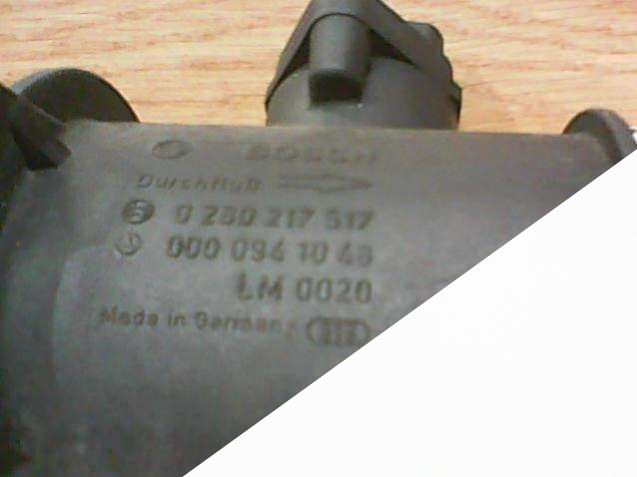 BOSCH
Durchfluß
0 280 217 517
000 094 10 48
LM 0020
Made in Germany